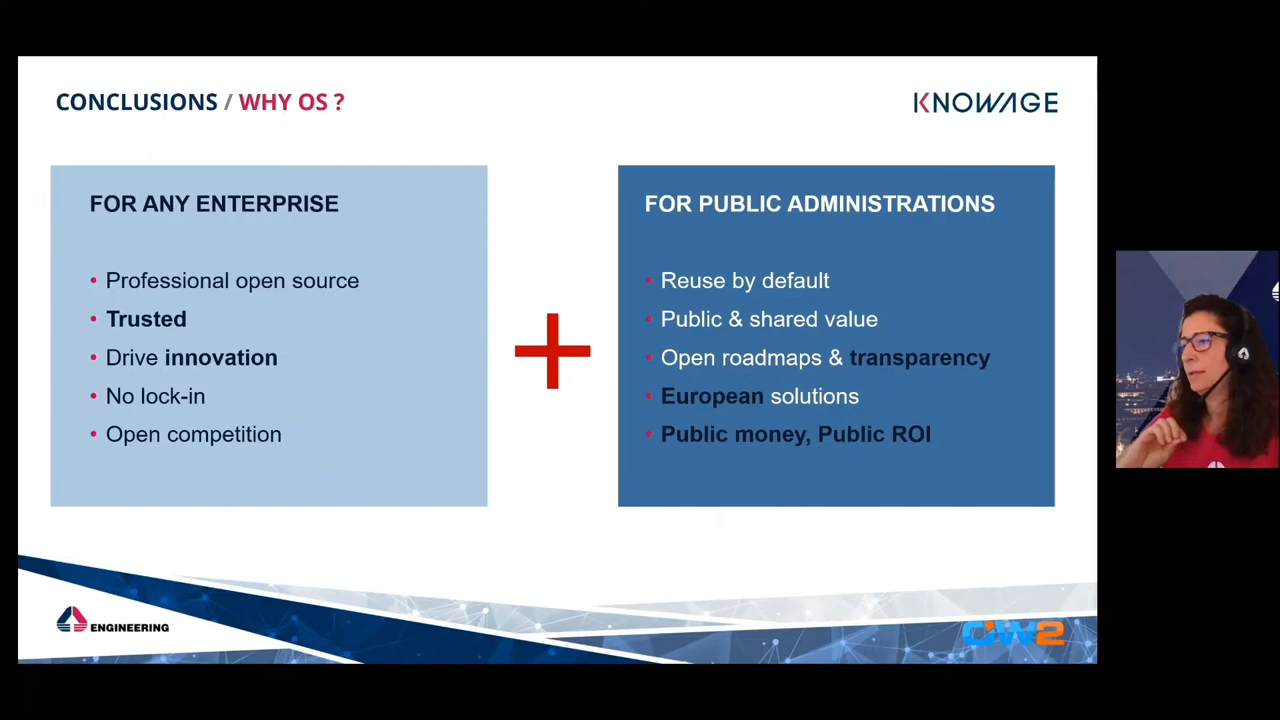 CONCLUSIONS / WHY OS ?
KNOWAGE
FOR ANY ENTERPRISE
• Professional open source
• Trusted
• Drive innovation
• No lock-in
• Open competition
FOR PUBLIC ADMINISTRATIONS
• Reuse by default
• Public & shared value
• Open roadmaps & transparency
• European solutions
• Public money, Public ROI
ENGINEERING
OW2